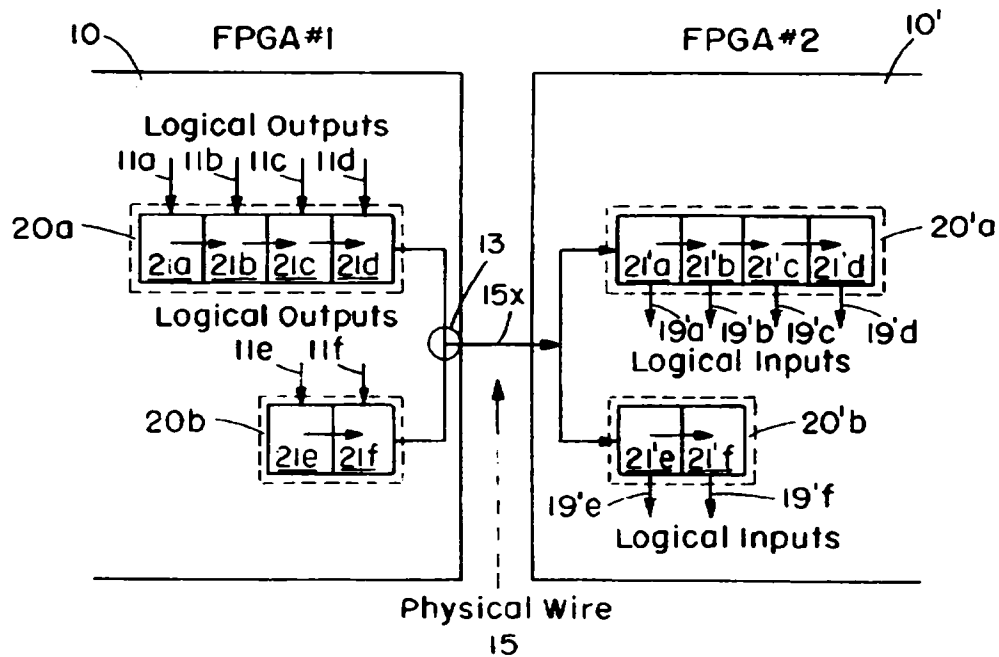 10
FPGA#1
FPGA#2
10'
Logical Outputs
11a 11b 11c 11d
20a
21a 21b 21c 21d
13
15x
21'a 21'b 21'c 21'd
20'a
19'a 19'b 19'c 19'd
Logical Inputs
Logical Outputs
11e 11f
20b
21e 21f
21'e 21'f
20'b
19'e
19'f
Logical Inputs
Physical Wire
15